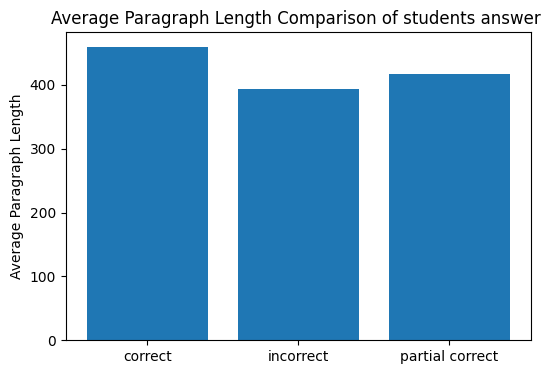 Average Paragraph Length Comparison of students answer
Average Paragraph Length
400
300
200
100
0
correct
incorrect
partial correct